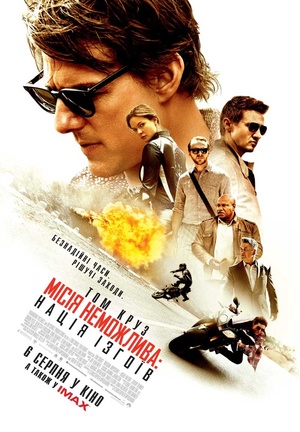 БЕЗНАДІЙНІ ЧАСИ.
РІШУЧІ ЗАХОДИ.
ТОМ КРУЗ
МІСІЯ НЕМОЖЛИВА:
НАЦІЯ ІЗГОЇВ
6 СЕРПНЯ У КІНО
А ТАКОЖ У IMAX